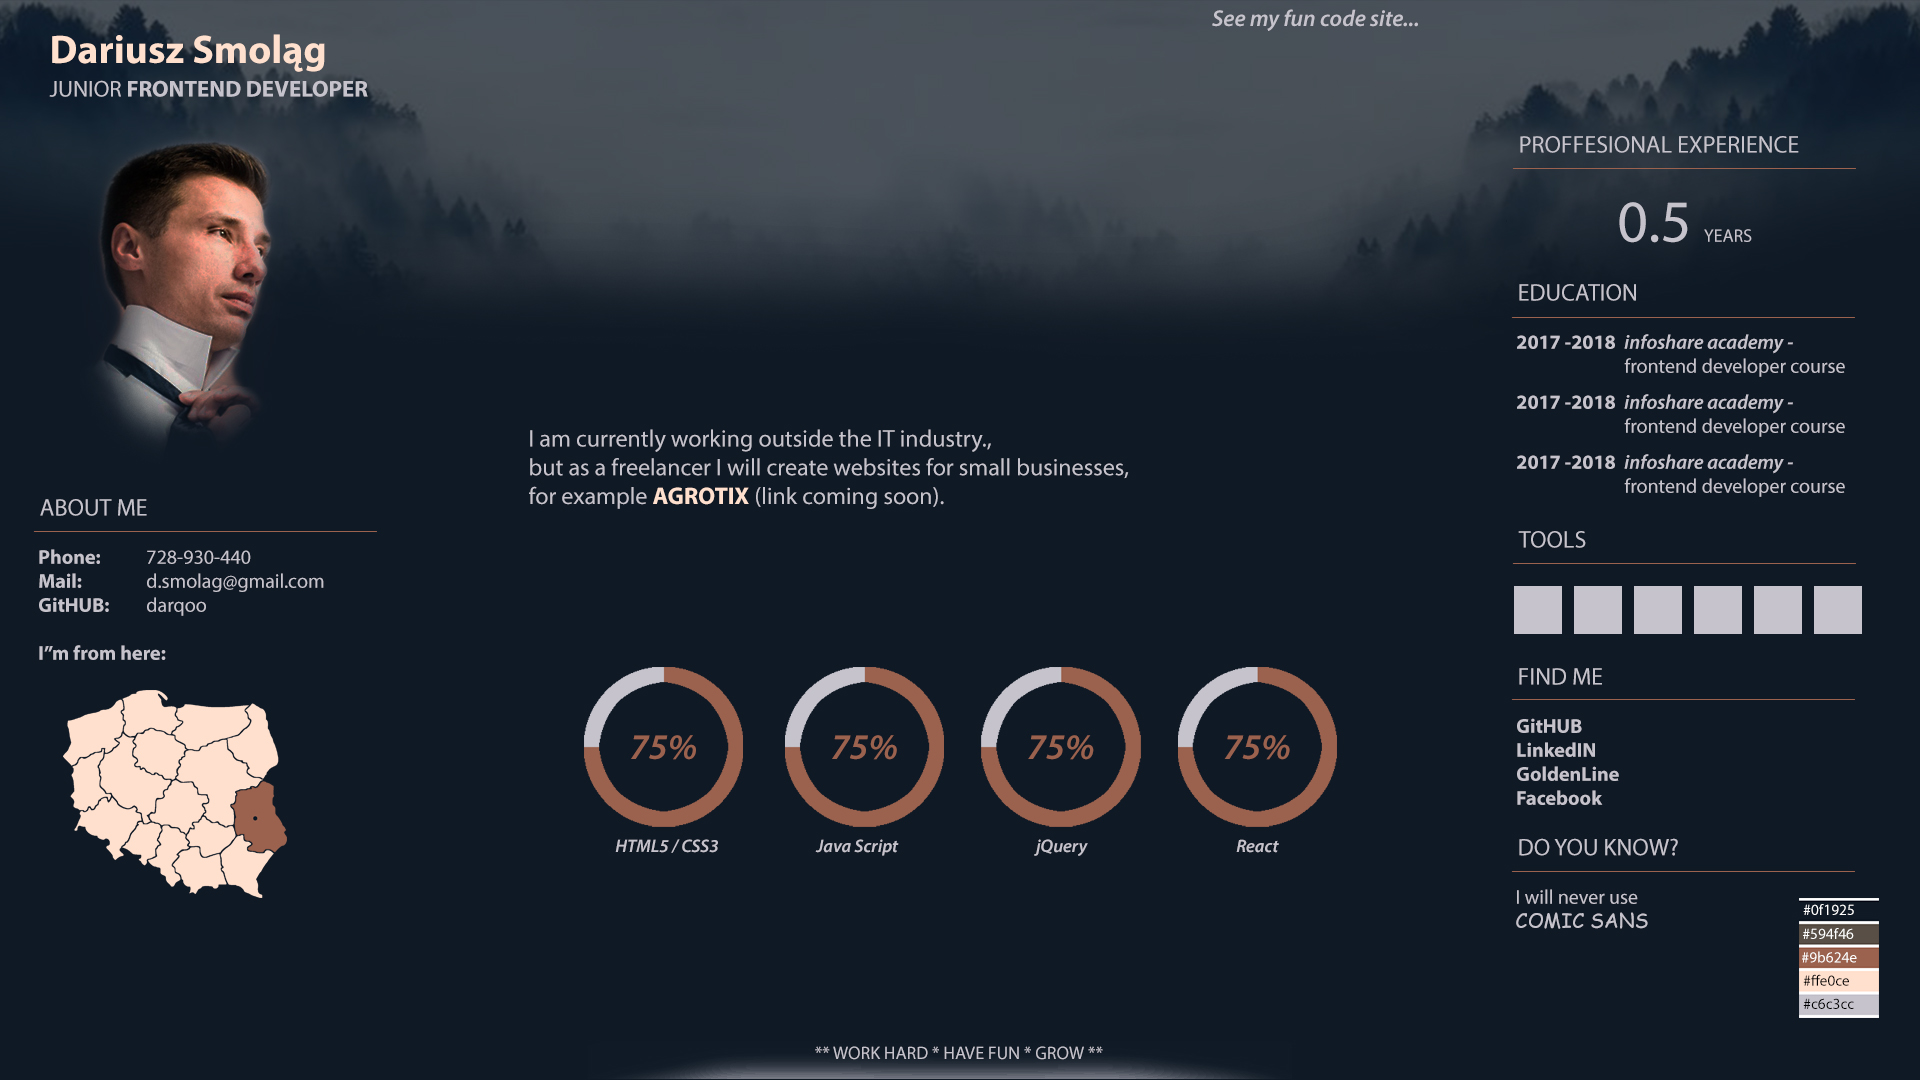 See my fun code site...
Dariusz Smoląg
JUNIOR FRONTEND DEVELOPER
ABOUT ME
Phone: 728-930-440
Mail: d.smolag@gmail.com
GitHUB: darqoo
I”m from here:
I am currently working outside the IT industry.,
but as a freelancer I will create websites for small businesses,
for example AGROTIX (link coming soon).
75%
75%
75%
75%
HTML5 / CSS3
Java Script
jQuery
React
PROFFESIONAL EXPERIENCE
0.5 YEARS
EDUCATION
2017 -2018 infoshare academy -
frontend developer course
2017 -2018 infoshare academy -
frontend developer course
2017 -2018 infoshare academy -
frontend developer course
TOOLS
FIND ME
GitHUB
LinkedIN
GoldenLine
Facebook
DO YOU KNOW?
I will never use
COMIC SANS
#0f1925
#594f46
#9b624e
#ffe0ce
#c6c3cc
** WORK HARD * HAVE FUN * GROW **